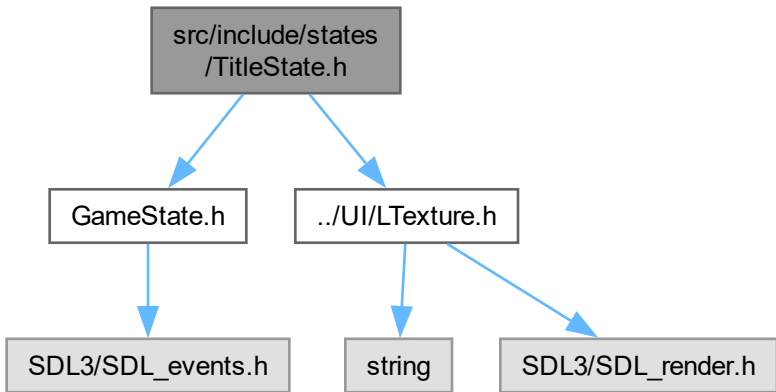 src/include/states
/TitleState.h
GameState.h
../UI/LTexture.h
SDL3/SDL_events.h
string
SDL3/SDL_render.h